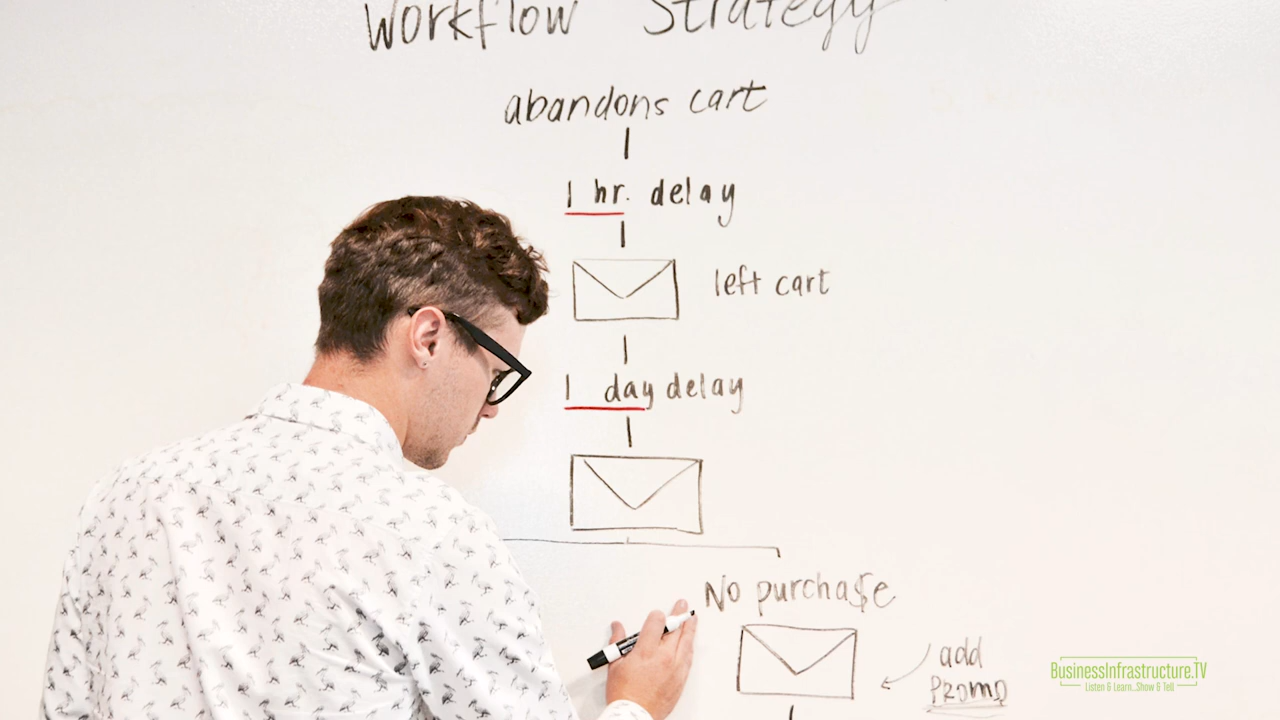 Workflow Strategy
abandons cart
1 hr. delay
left cart
1 day delay
No purcha$e
add
promo
BusinessInfrastructure.TV
Listen & Learn...Show & Tell